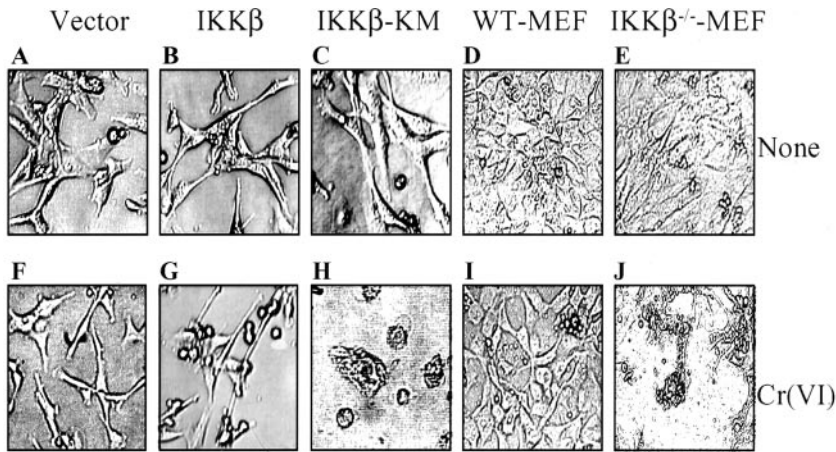 Vector IKKβ IKKβ-KM WT-MEF IKKβ-/--MEF
A B C D E
None
F G H I J
Cr(VI)